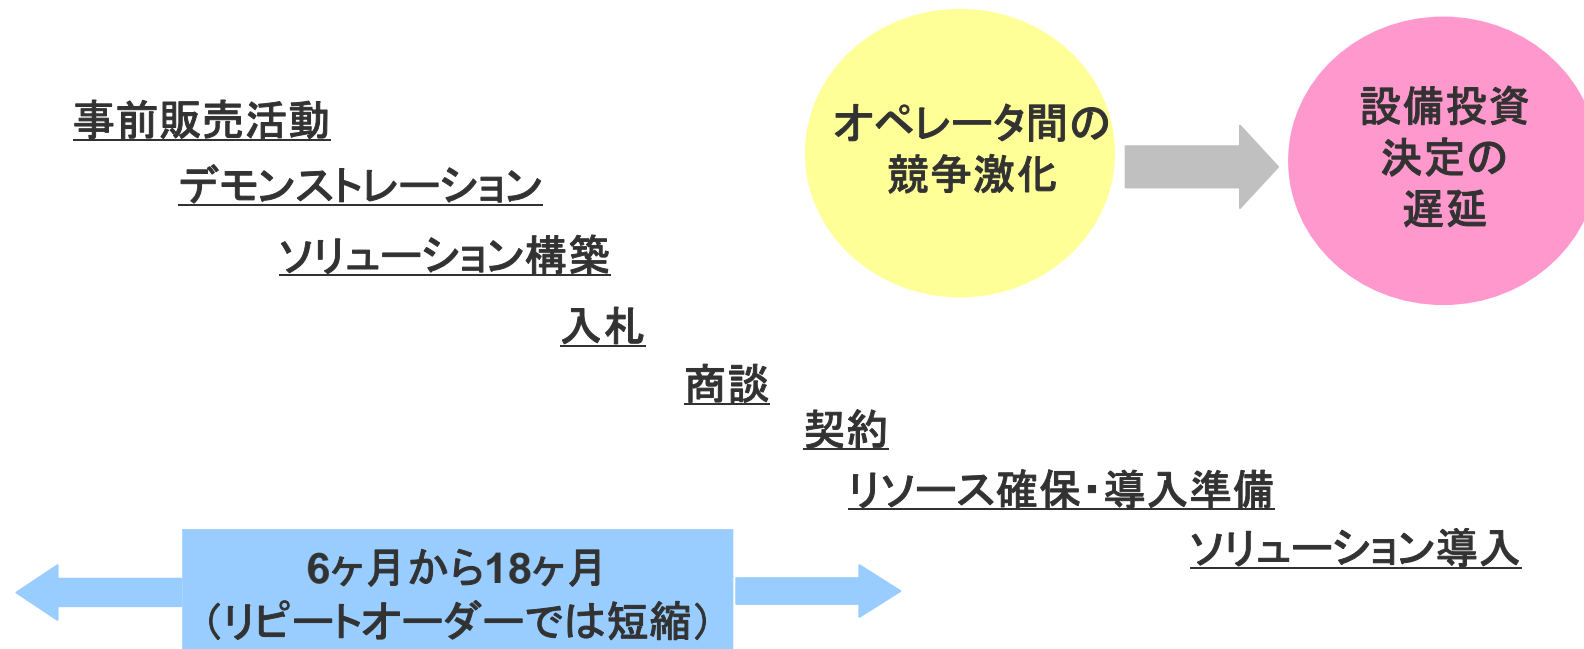 事前販売活動
デモンストレーション
ソリューション構築
入札
商談
契約
リソース確保・導入準備
ソリューション導入
オペレータ間の
競争激化
設備投資
決定の
遅延
6ヶ月から18ヶ月
（リピートオーダーでは短縮）